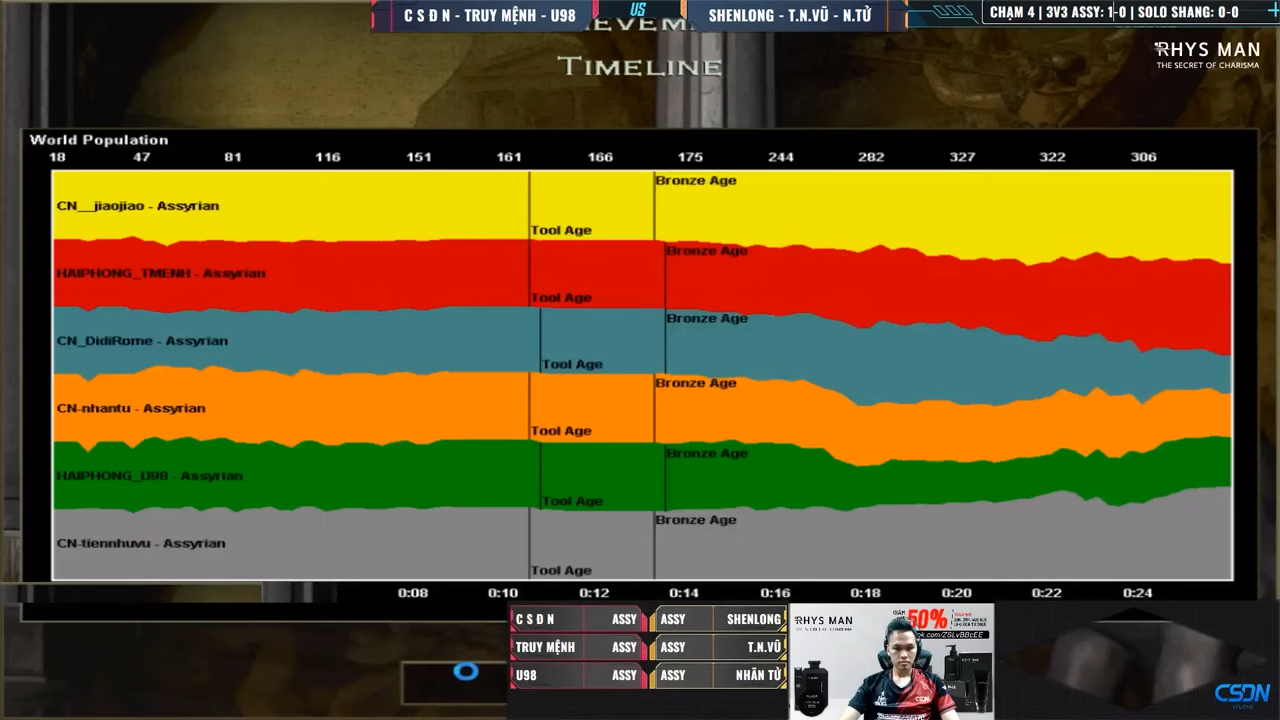 C S Đ N - TRUY MỆNH - U98
US
SHENLONG - T.N.VŨ - N.TỬ
CHẠM 4 | 3V3 ASSY: 1-0 | SOLO SHANG: 0-0
TIMELINE
RHYS MAN
THE SECRET OF CHARISMA
World Population
18 47 81 116 151 161 166 175 244 282 327 322 306
Bronze Age
CN__jiaojiao - Assyrian
Tool Age
Bronze Age
HAIPHONG_TMENH - Assyrian
Tool Age
Bronze Age
CN_DidiRome - Assyrian
Tool Age
Bronze Age
CN-nhantu - Assyrian
Tool Age
Bronze Age
HAIPHONG_U98 - Assyrian
Tool Age
Bronze Age
CN-tiennhuvu - Assyrian
Tool Age
0:08 0:10 0:12 0:14 0:16 0:18 0:20 0:22 0:24
C S Đ N ASSY ASSY SHENLONG
TRUY MỆNH ASSY ASSY T.N.VŨ
U98 ASSY ASSY NHÃN TỬ
RHYS MAN
GIẢM 50%
CSDN
STUDIO